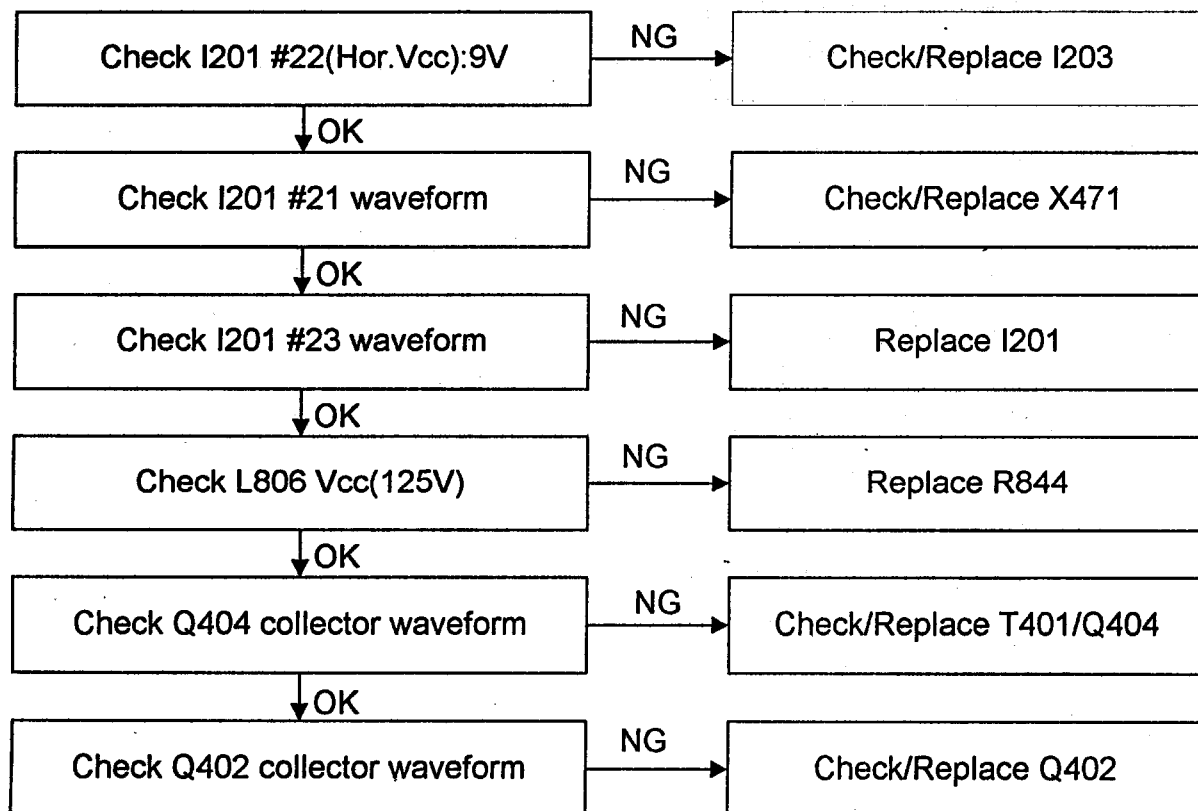 Check I201 #22(Hor.Vcc):9V
NG
Check/Replace I203
OK
Check I201 #21 waveform
NG
Check/Replace X471
OK
Check I201 #23 waveform
NG
Replace I201
OK
Check L806 Vcc(125V)
NG
Replace R844
OK
Check Q404 collector waveform
NG
Check/Replace T401/Q404
OK
Check Q402 collector waveform
NG
Check/Replace Q402